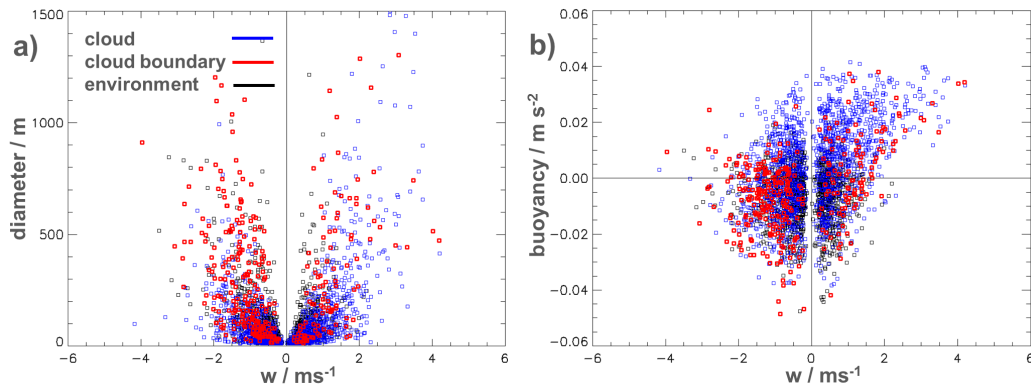 a)
cloud
cloud boundary
environment
1500
1000
500
0
diameter / m
−6 −4 −2 0 2 4 6
w / ms-1
b)
0.06
0.04
0.02
0.00
−0.02
−0.04
−0.06
buoyancy / m s-2
−6 −4 −2 0 2 4 6
w / ms-1